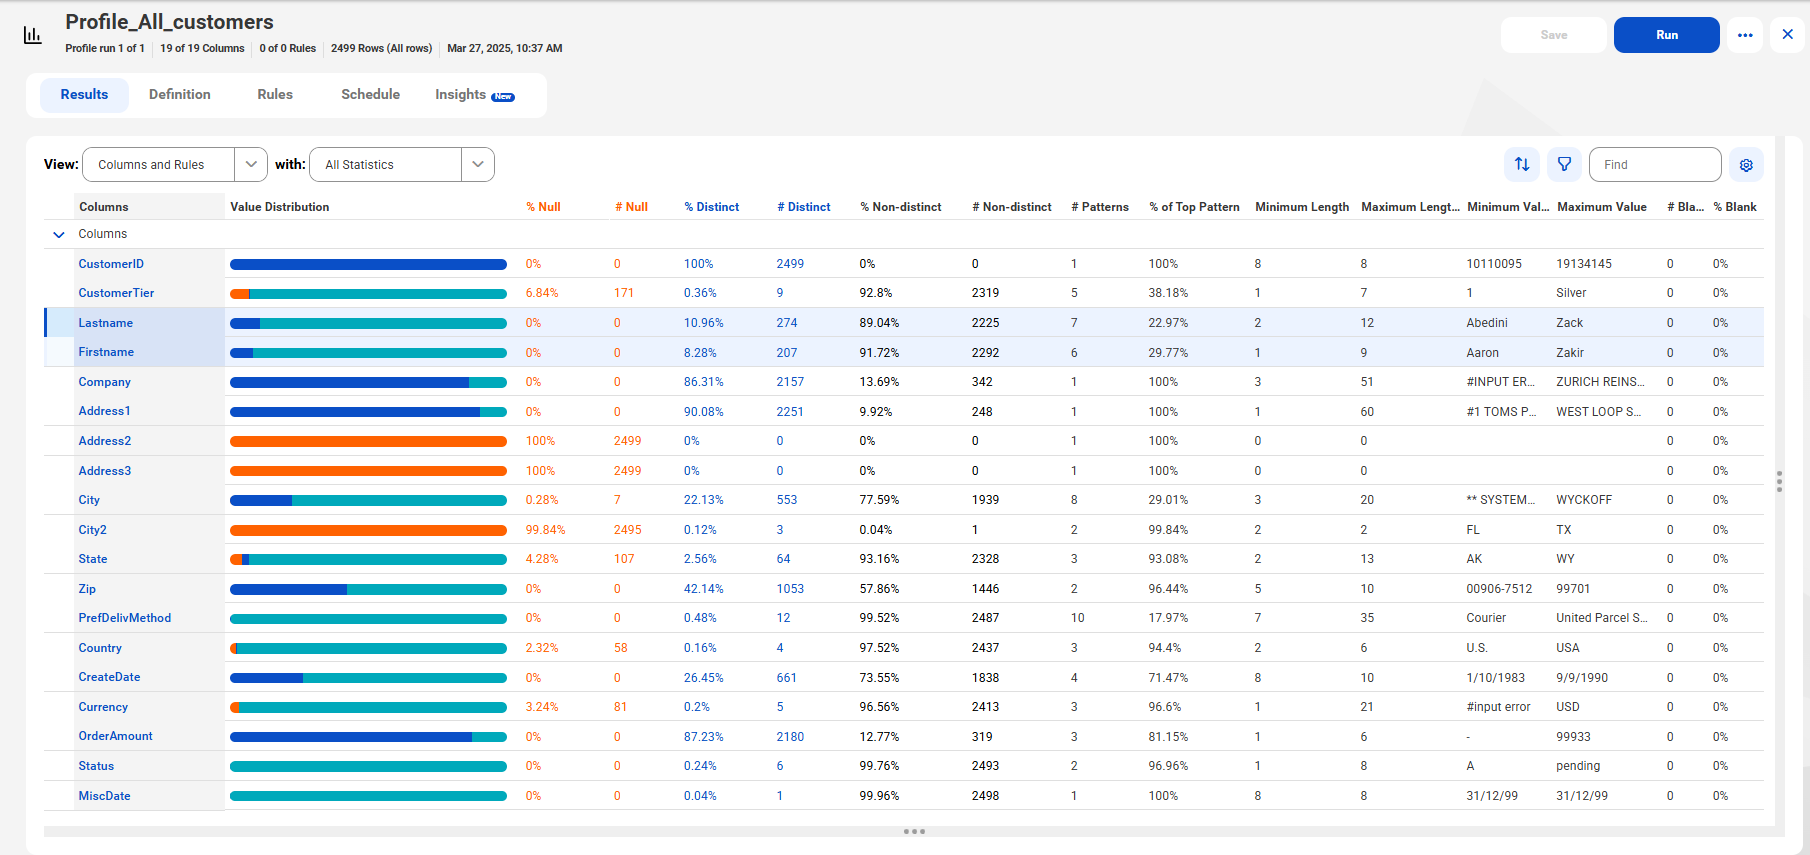 Profile_All_customers
Profile run 1 of 1 19 of 19 Columns 0 of 0 Rules 2499 Rows (All rows) Mar 27, 2025, 10:37 AM
Save Run
Results Definition Rules Schedule Insights New
View: Columns and Rules with: All Statistics Find
Columns Value Distribution % Null # Null % Distinct # Distinct % Non-distinct # Non-distinct # Patterns % of Top Pattern Minimum Length Maximum Lengt... Minimum Val... Maximum Value # Bla... % Blank
Columns
CustomerID 0% 0 100% 2499 0% 0 1 100% 8 8 10110095 19134145 0 0%
CustomerTier 6.84% 171 0.36% 9 92.8% 2319 5 38.18% 1 7 1 Silver 0 0%
Lastname 0% 0 10.96% 274 89.04% 2225 7 22.97% 2 12 Abedini Zack 0 0%
Firstname 0% 0 8.28% 207 91.72% 2292 6 29.77% 1 9 Aaron Zakir 0 0%
Company 0% 0 86.31% 2157 13.69% 342 1 100% 3 51 #INPUT ER... ZURICH REINS... 0 0%
Address1 0% 0 90.08% 2251 9.92% 248 1 100% 1 60 #1 TOMS P... WEST LOOP S... 0 0%
Address2 100% 2499 0% 0 0% 0 1 100% 0 0 0 0%
Address3 100% 2499 0% 0 0% 0 1 100% 0 0 0 0%
City 0.28% 7 22.13% 553 77.59% 1939 8 29.01% 3 20 ** SYSTEM... WYCKOFF 0 0%
City2 99.84% 2495 0.12% 3 0.04% 1 2 99.84% 2 2 FL TX 0 0%
State 4.28% 107 2.56% 64 93.16% 2328 3 93.08% 2 13 AK WY 0 0%
Zip 0% 0 42.14% 1053 57.86% 1446 2 96.44% 5 10 00906-7512 99701 0 0%
PrefDelivMethod 0% 0 0.48% 12 99.52% 2487 10 17.97% 7 35 Courier United Parcel S... 0 0%
Country 2.32% 58 0.16% 4 97.52% 2437 3 94.4% 2 6 U.S. USA 0 0%
CreateDate 0% 0 26.45% 661 73.55% 1838 4 71.47% 8 10 1/10/1983 9/9/1990 0 0%
Currency 3.24% 81 0.2% 5 96.56% 2413 3 96.6% 1 21 #input error USD 0 0%
OrderAmount 0% 0 87.23% 2180 12.77% 319 3 81.15% 1 6 - 99933 0 0%
Status 0% 0 0.24% 6 99.76% 2493 2 96.96% 1 8 A pending 0 0%
MiscDate 0% 0 0.04% 1 99.96% 2498 1 100% 8 8 31/12/99 31/12/99 0 0%